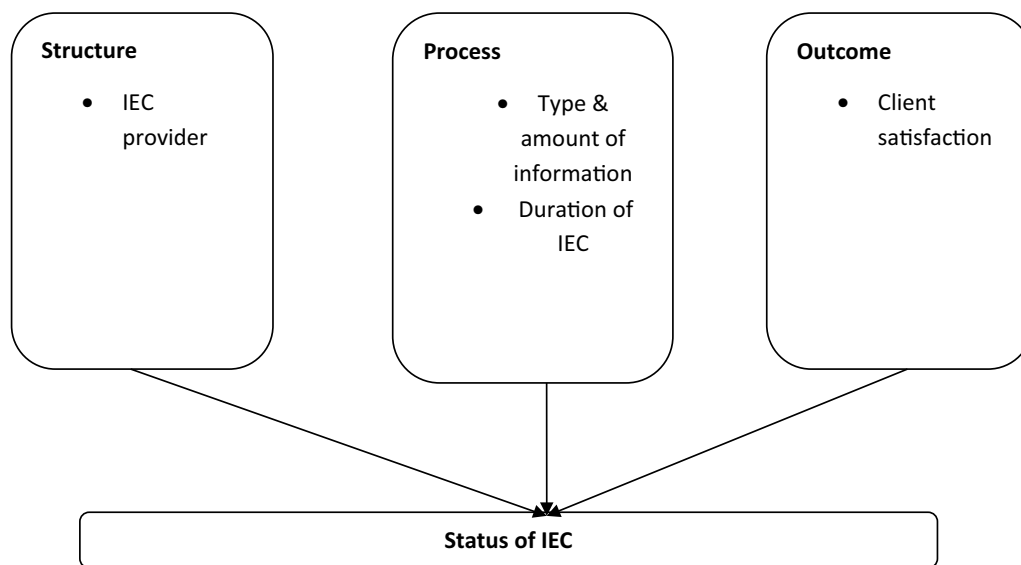 Structure
• IEC
provider
Process
• Type &
amount of
information
• Duration of
IEC
Outcome
• Client
satisfaction
Status of IEC